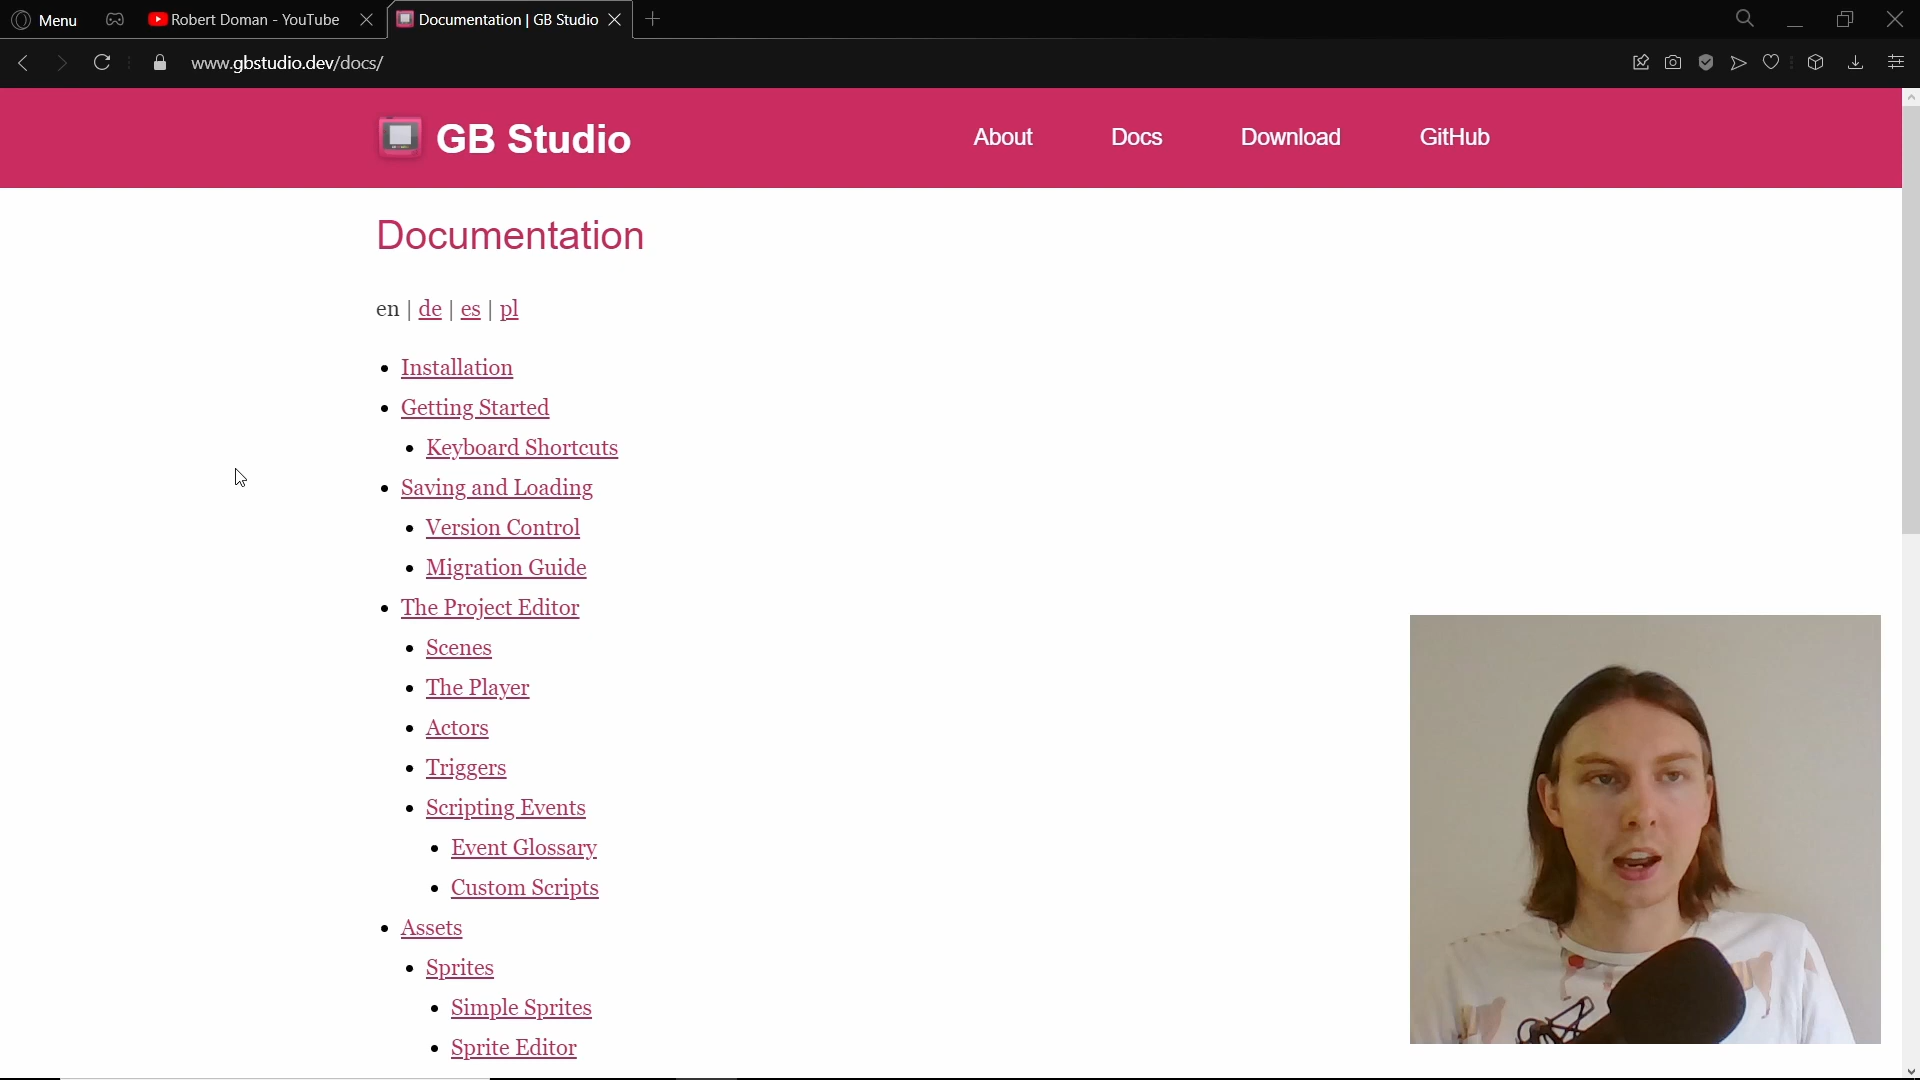 Menu
Robert Doman - YouTube
Documentation | GB Studio
www.gbstudio.dev/docs/
GB Studio
About
Docs
Download
GitHub
Documentation
en | de | es | pl
Installation
Getting Started
Keyboard Shortcuts
Saving and Loading
Version Control
Migration Guide
The Project Editor
Scenes
The Player
Actors
Triggers
Scripting Events
Event Glossary
Custom Scripts
Assets
Sprites
Simple Sprites
Sprite Editor